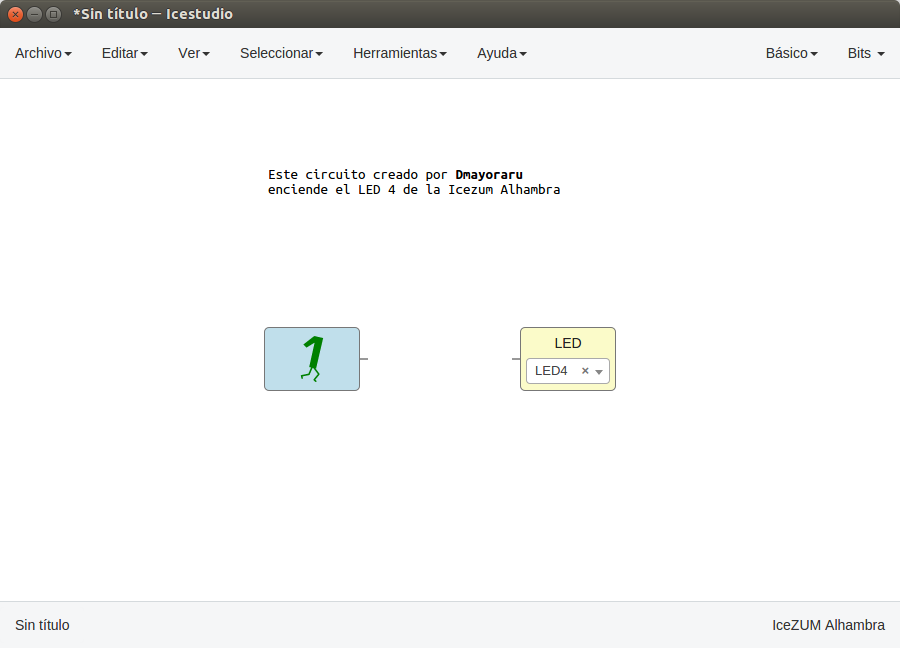 *Sin título — Icestudio
Archivo Editar Ver Seleccionar Herramientas Ayuda Básico Bits
Este circuito creado por Dmayoraru
enciende el LED 4 de la Icezum Alhambra
1
LED
LED4 ×
Sin título IceZUM Alhambra